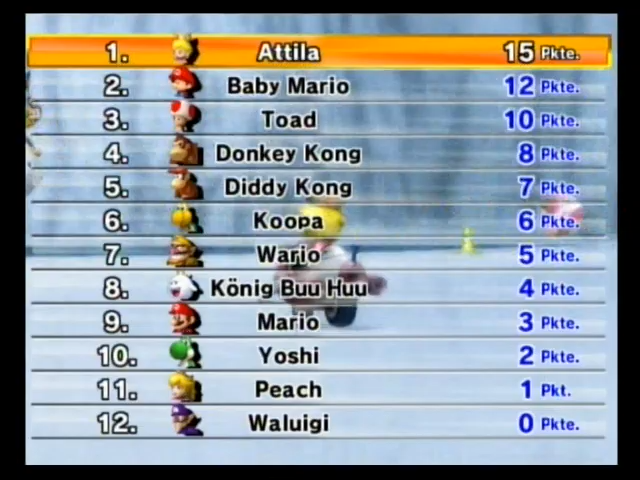 1. Attila 15 Pkte.
2. Baby Mario 12 Pkte.
3. Toad 10 Pkte.
4. Donkey Kong 8 Pkte.
5. Diddy Kong 7 Pkte.
6. Koopa 6 Pkte.
7. Wario 5 Pkte.
8. König Buu Huu 4 Pkte.
9. Mario 3 Pkte.
10. Yoshi 2 Pkte.
11. Peach 1 Pkt.
12. Waluigi 0 Pkte.